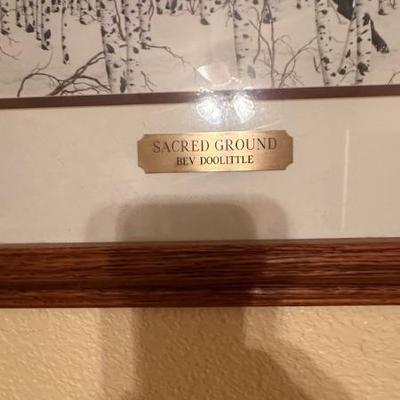 SACRED GROUND
BEV DOOLITTLE